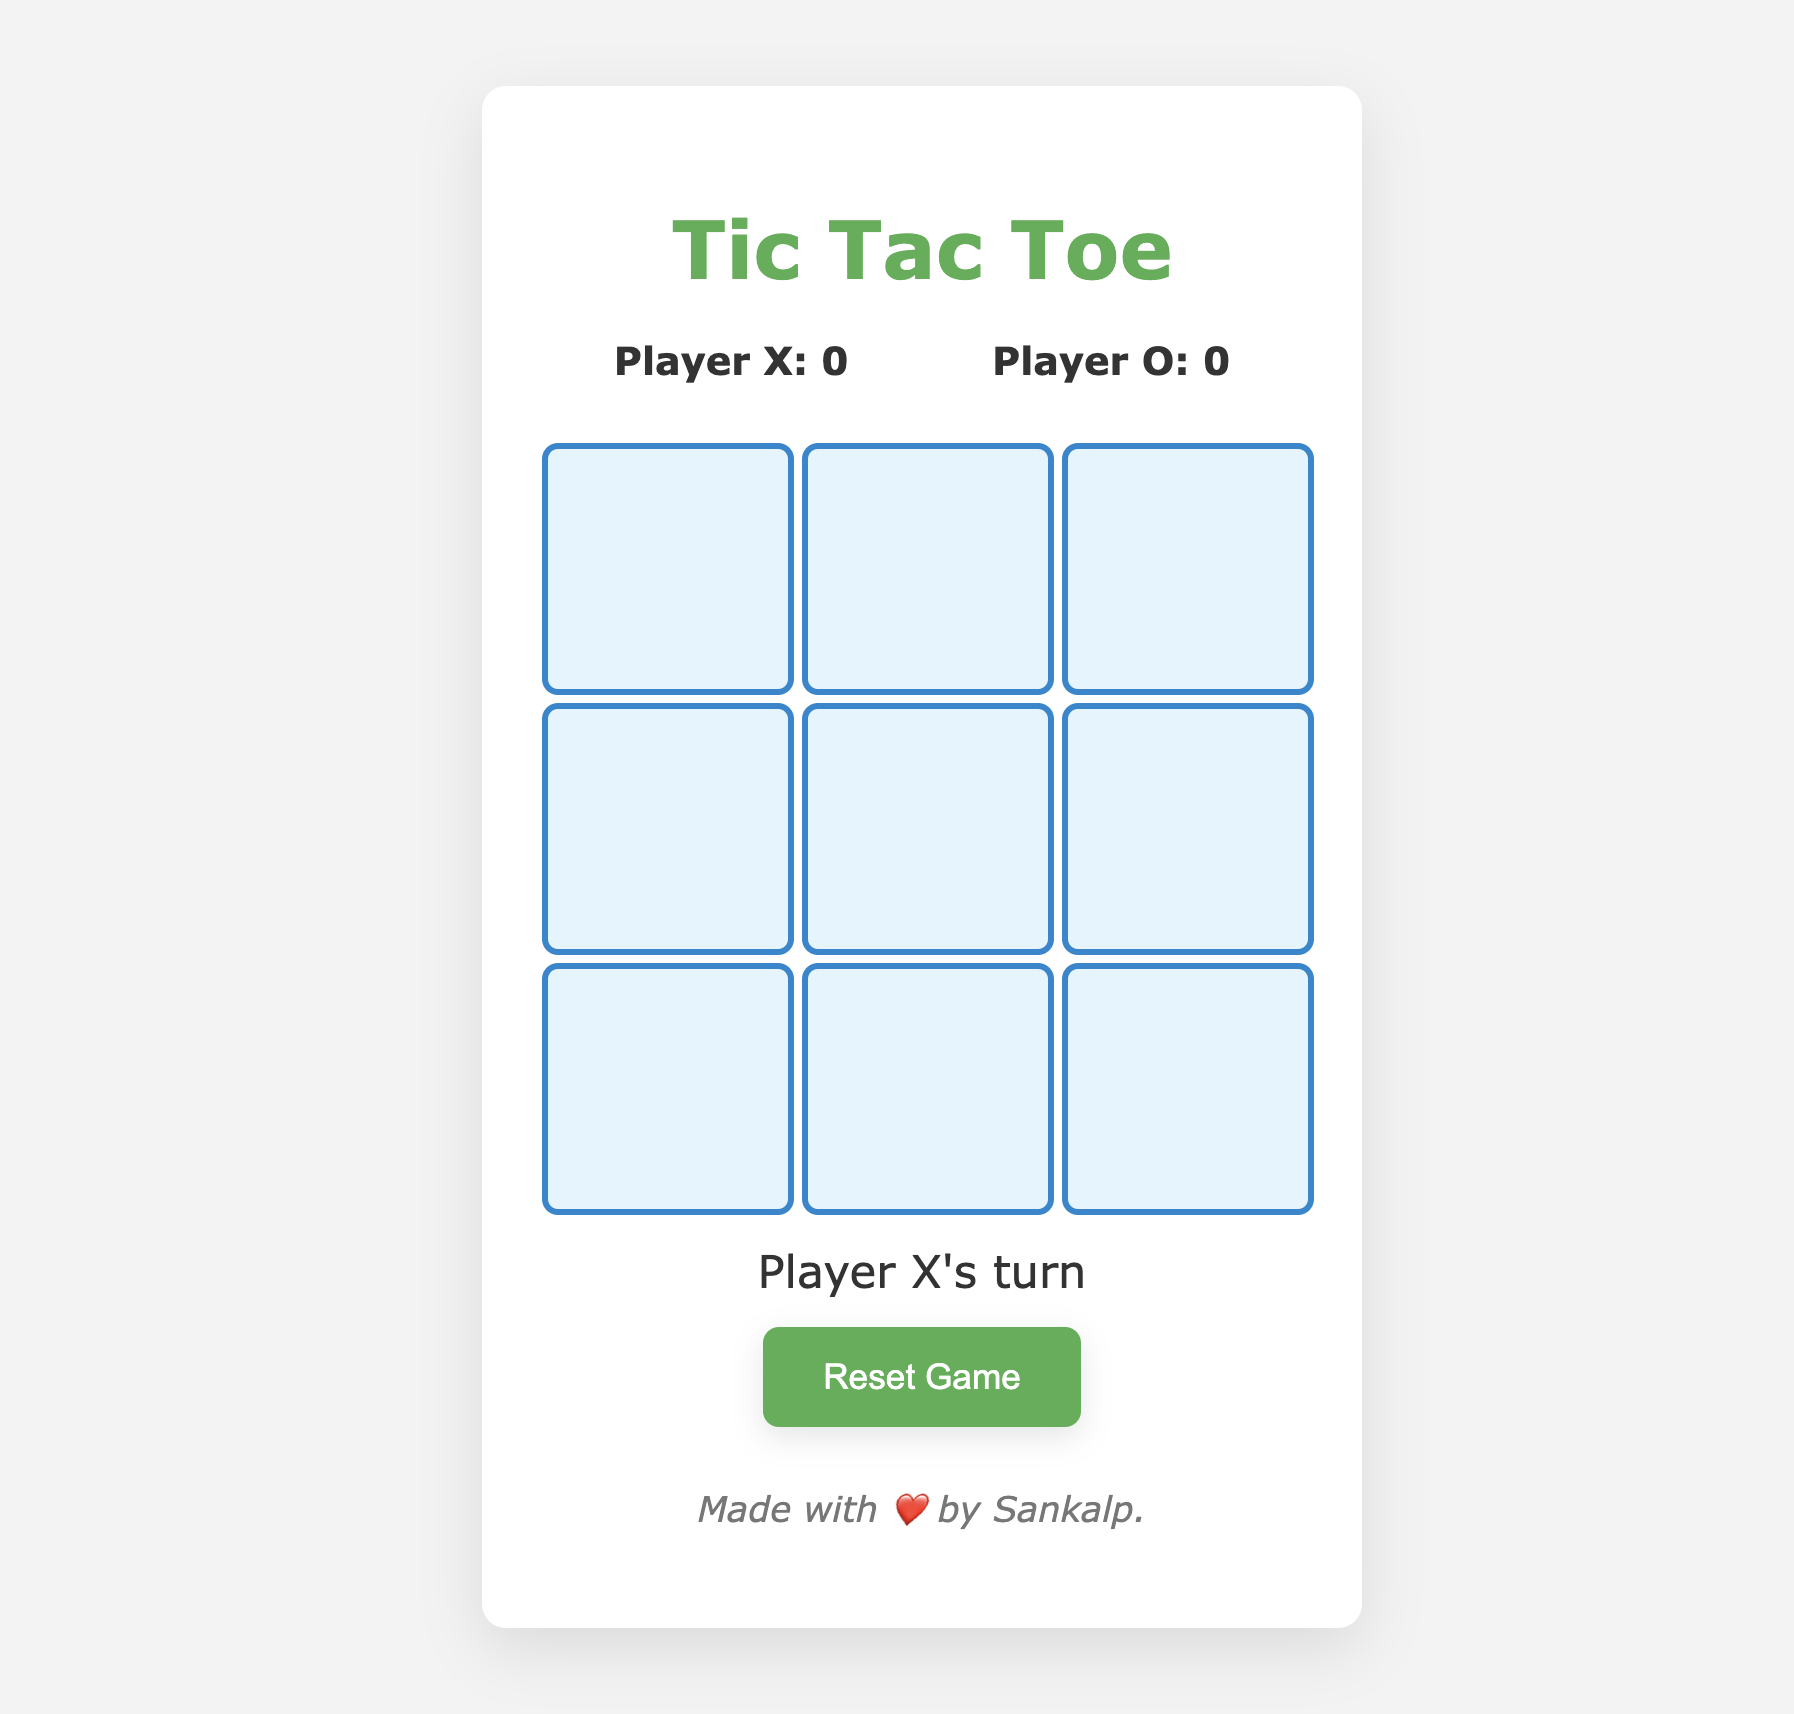 Tic Tac Toe
Player X: 0 Player O: 0
Player X's turn
Reset Game
Made with ❤️ by Sankalp.